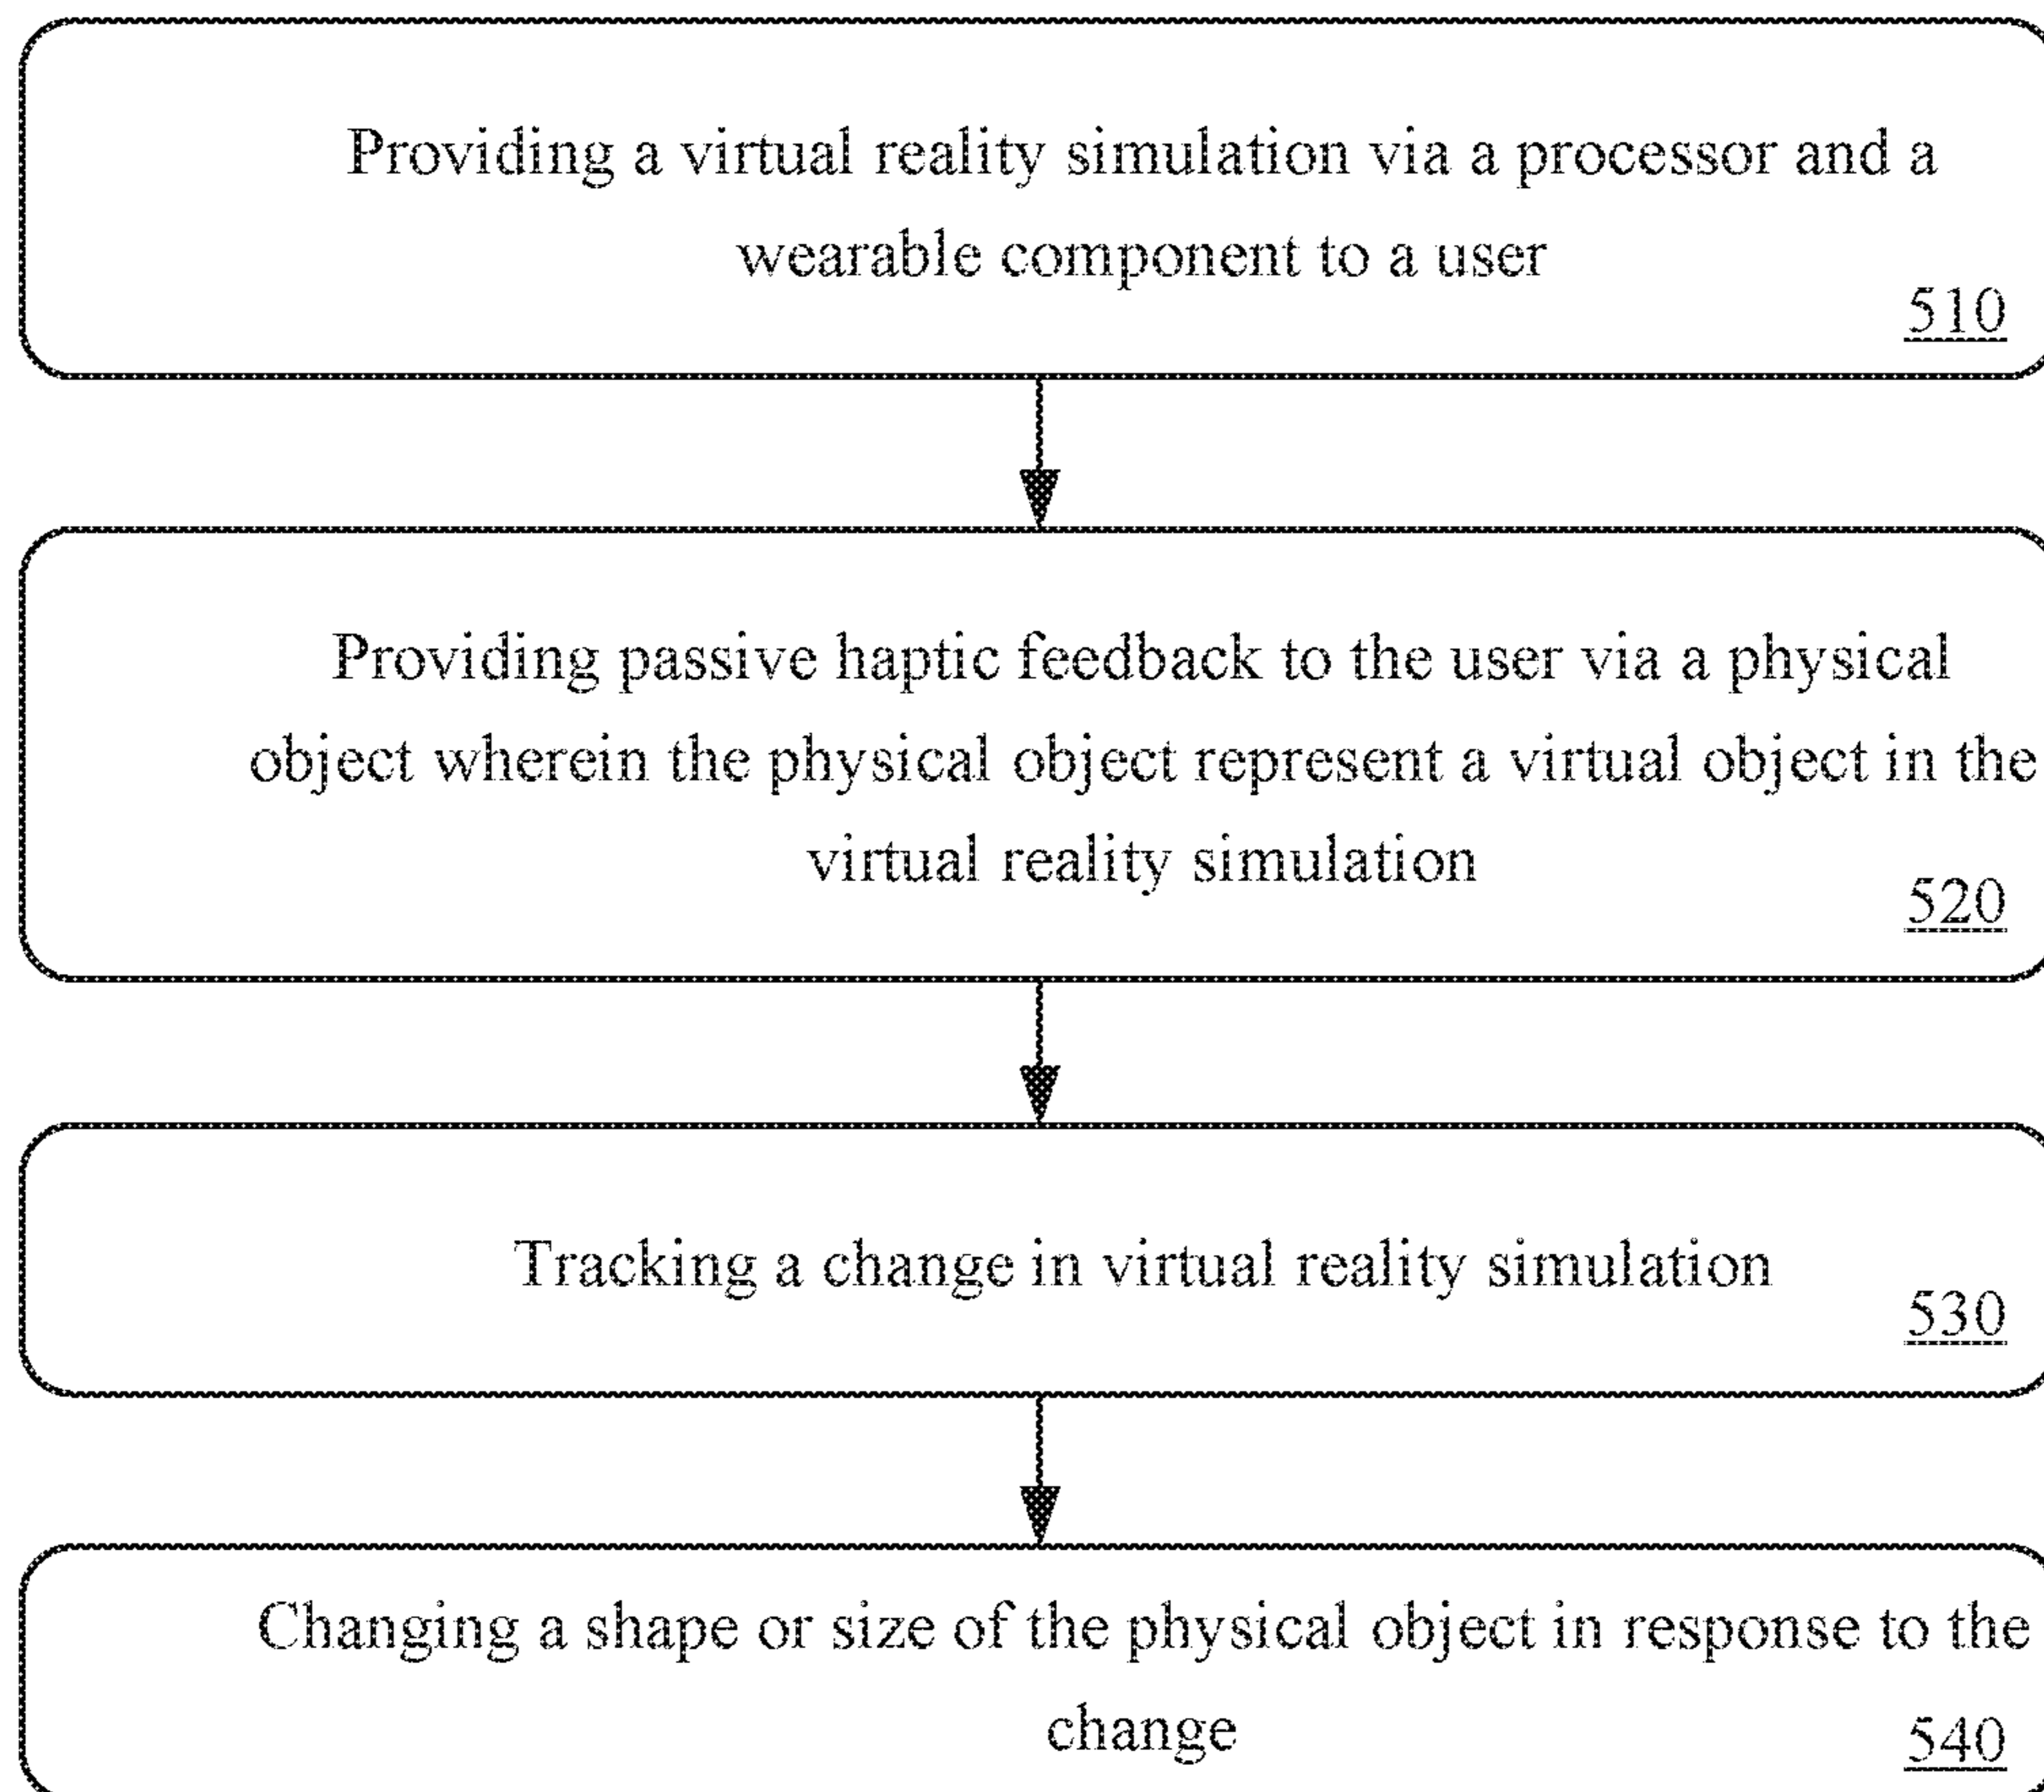 Providing a virtual reality simulation via a processor and a
wearable component to a user
510
Providing passive haptic feedback to the user via a physical
object wherein the physical object represent a virtual object in the
virtual reality simulation
520
Tracking a change in virtual reality simulation
530
Changing a shape or size of the physical object in response to the
change
540